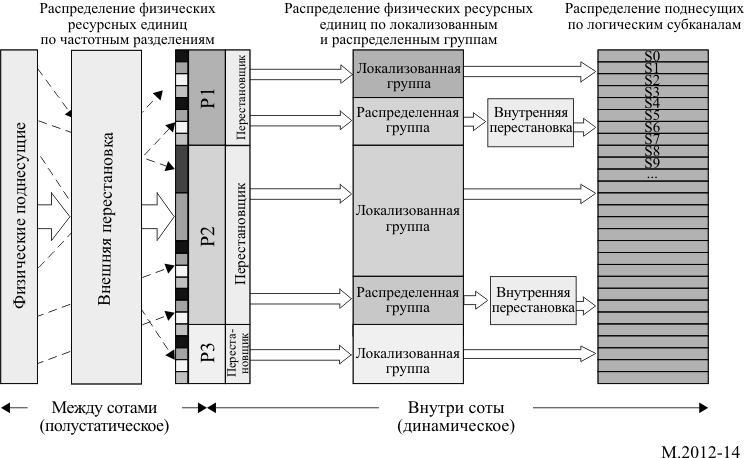 Распределение физических
ресурсных единиц
по частотным разделениям
Распределение физических ресурсных
единиц по локализованным
и распределенным группам
Распределение поднесущих
по логическим субканалам
Физические поднесущие
Внешняя перестановка
P1
Перестановщик
P2
Перестановщик
P3
Переста-
новщик
Локализованная
группа
Распределенная
группа
Внутренняя
перестановка
Локализованная
группа
Распределенная
группа
Внутренняя
перестановка
Локализованная
группа
S0
S1
S2
S3
S4
S5
S6
S7
S8
S9
...
Между сотами
(полустатическое)
Внутри соты
(динамическое)
M.2012-14